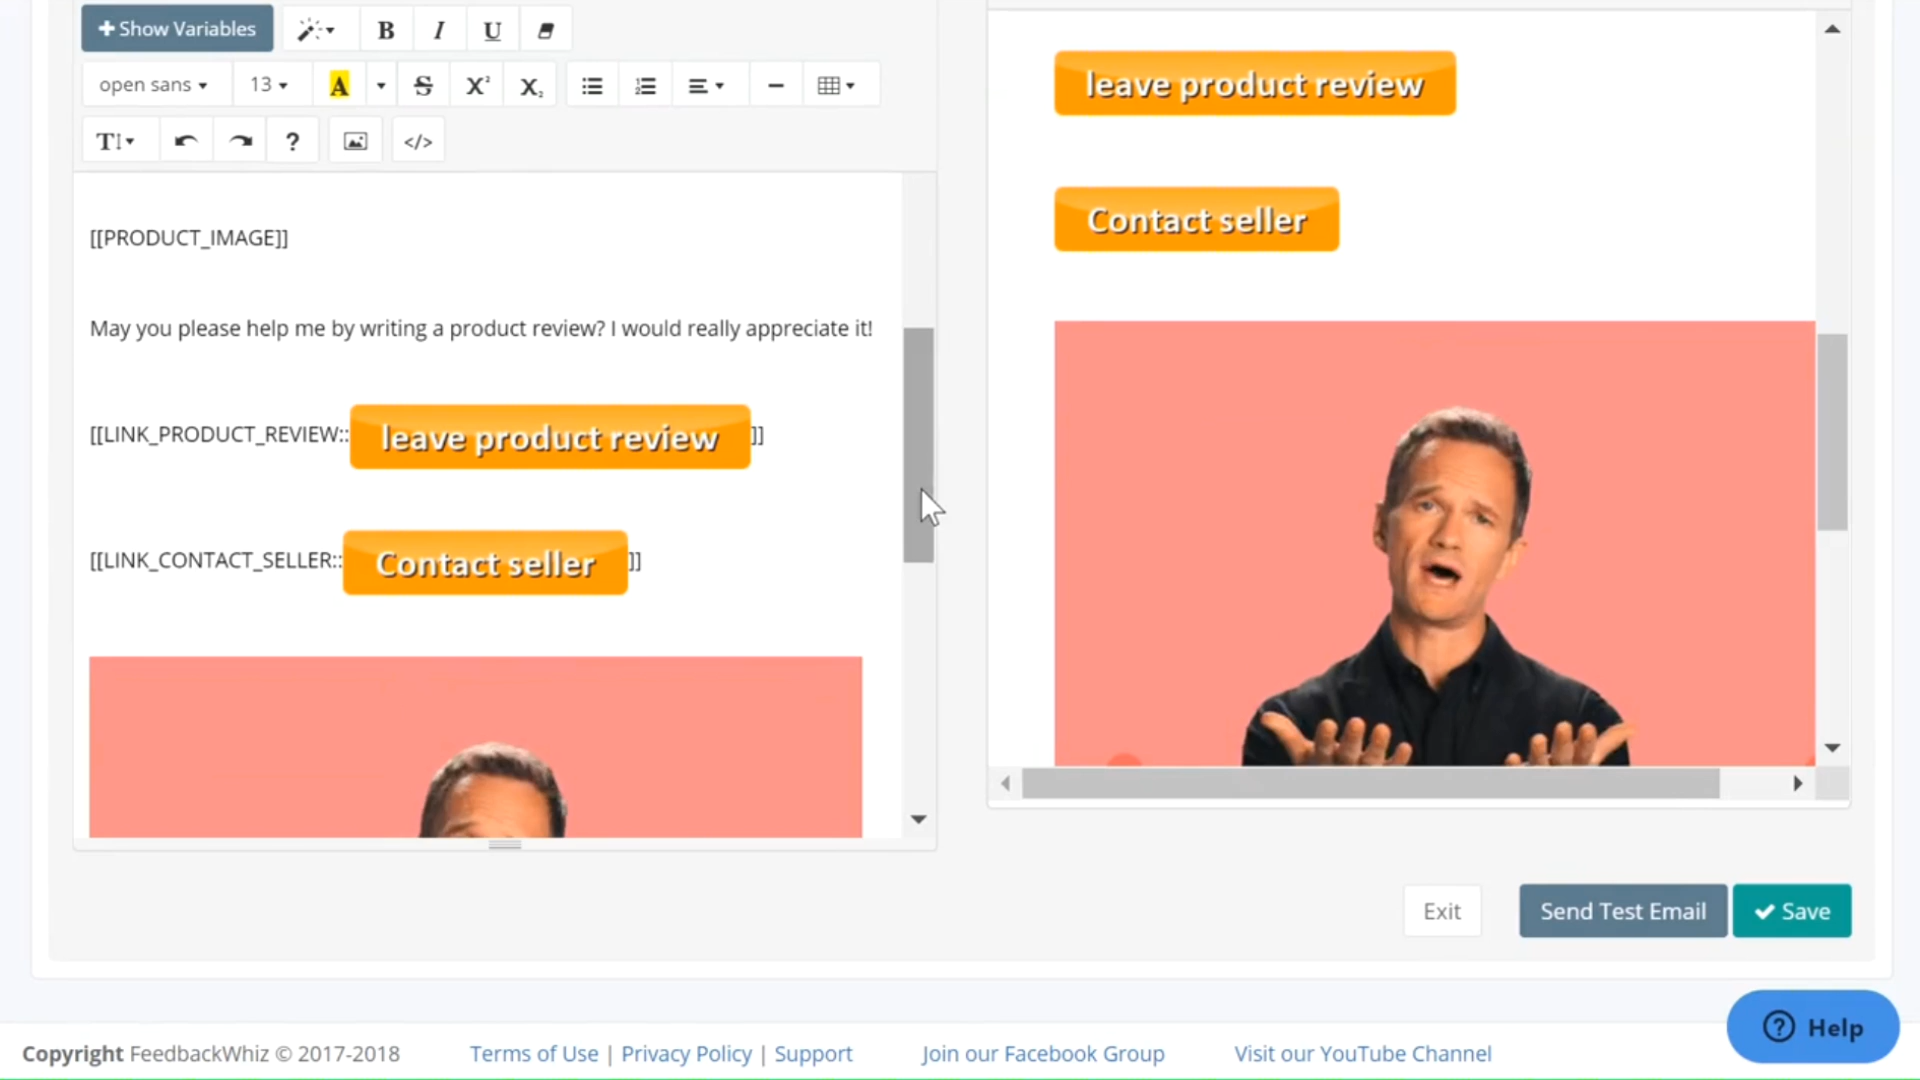 + Show Variables
B I U
open sans 13 A S X² X₂
T ? </>
[[PRODUCT_IMAGE]]
May you please help me by writing a product review? I would really appreciate it!
[[LINK_PRODUCT_REVIEW:: leave product review ]]
[[LINK_CONTACT_SELLER:: Contact seller ]]
leave product review
Contact seller
Exit Send Test Email Save
? Help
Copyright FeedbackWhiz © 2017-2018 Terms of Use | Privacy Policy | Support Join our Facebook Group Visit our YouTube Channel